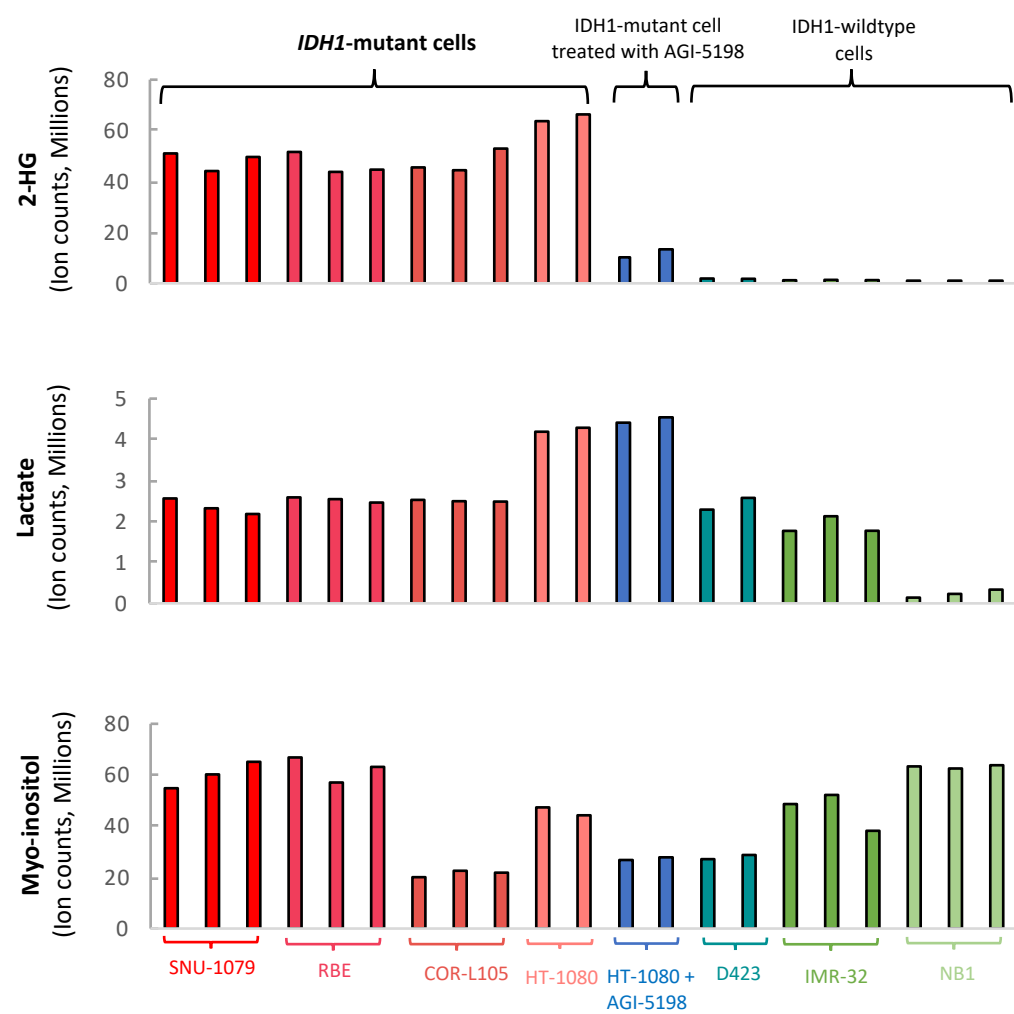 IDH1-mutant cells
IDH1-mutant cell
treated with AGI-5198
IDH1-wildtype
cells
2-HG
(Ion counts, Millions)
80
60
40
20
0
Lactate
(Ion counts, Millions)
5
4
3
2
1
0
Myo-inositol
(Ion counts, Millions)
80
60
40
20
0
SNU-1079
RBE
COR-L105
HT-1080
HT-1080 +
AGI-5198
D423
IMR-32
NB1